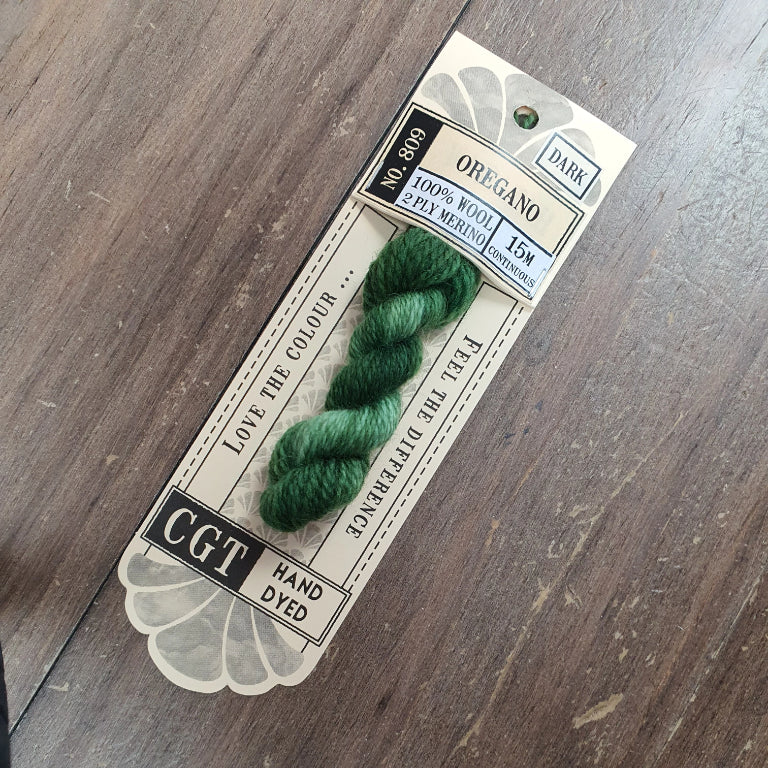 DARK
NO. 809
OREGANO
100% WOOL
2 PLY MERINO
15M
CONTINUOUS
LOVE THE COLOUR ...
FEEL THE DIFFERENCE
CGT
HAND
DYED